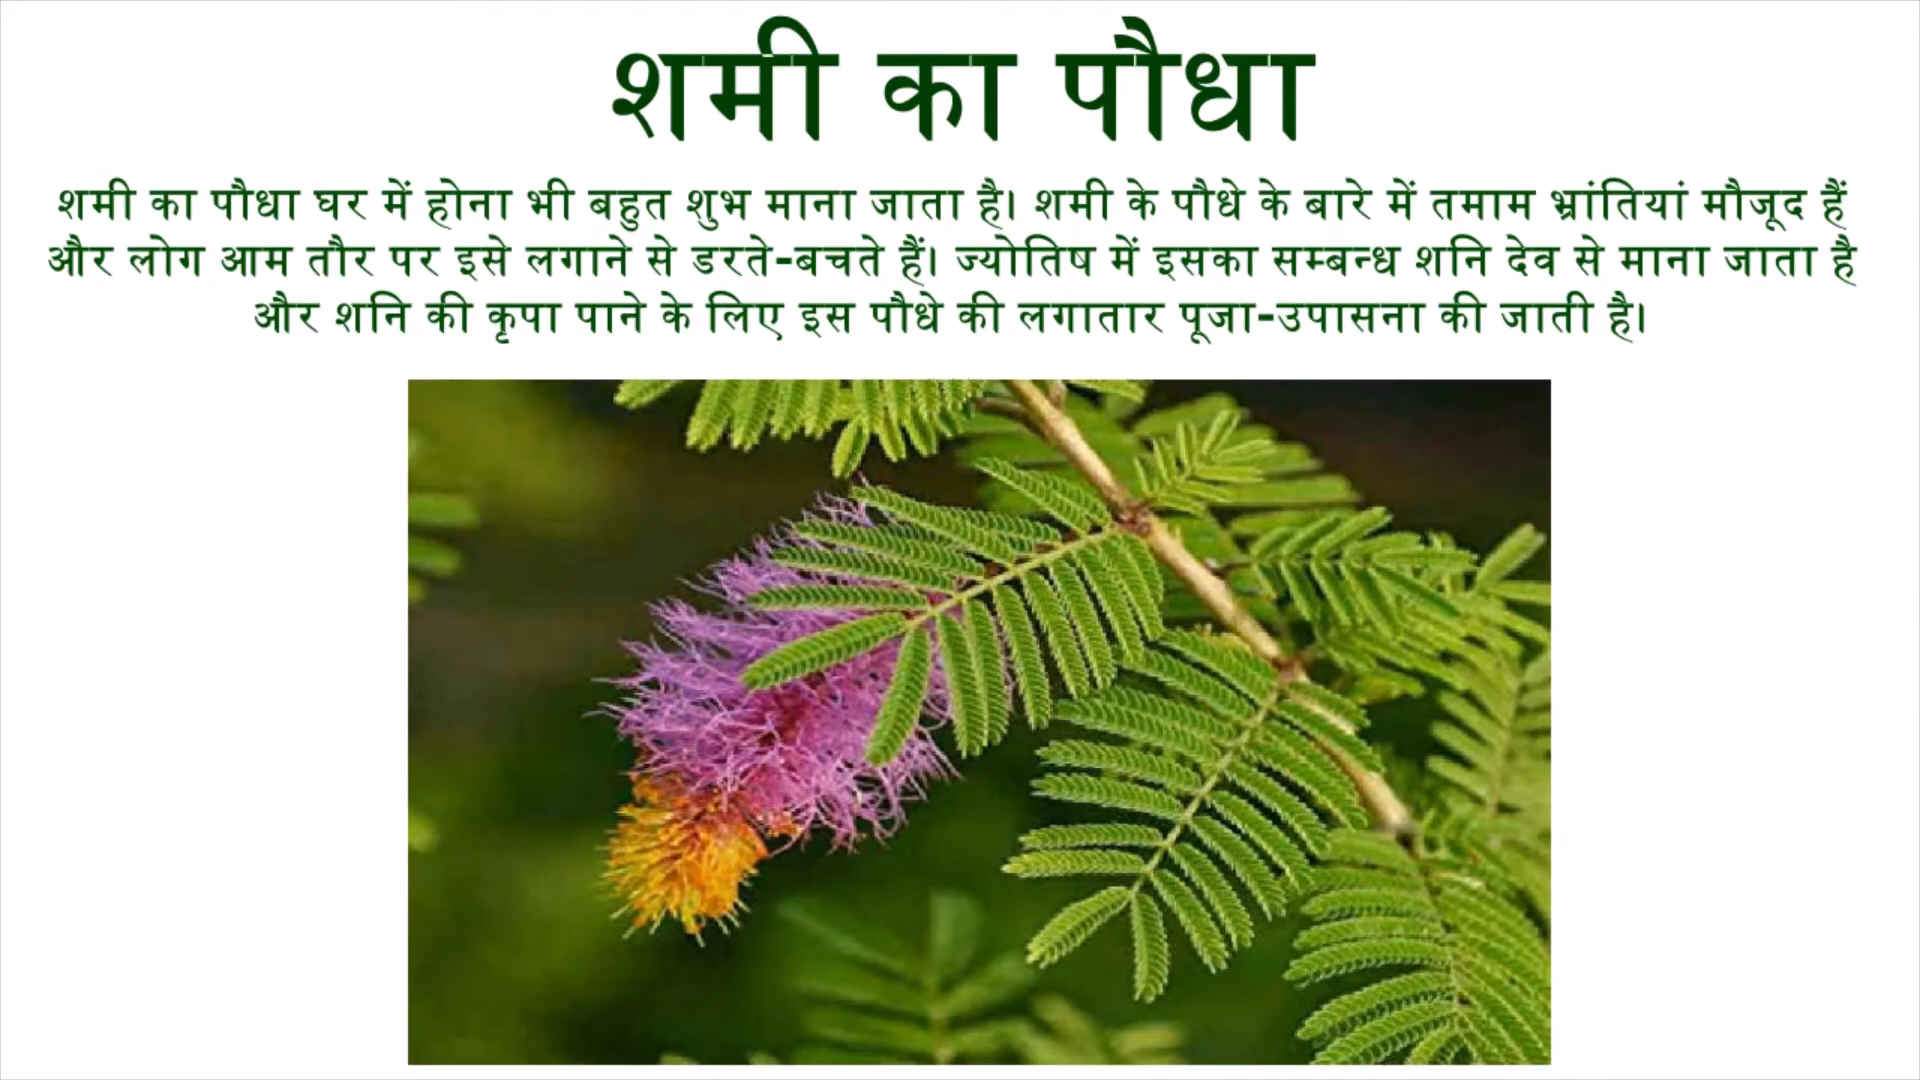 शमी का पौधा
शमी का पौधा घर में होना भी बहुत शुभ माना जाता है। शमी के पौधे के बारे में तमाम भ्रांतियां मौजूद हैं
और लोग आम तौर पर इसे लगाने से डरते-बचते हैं। ज्योतिष में इसका सम्बन्ध शनि देव से माना जाता है
और शनि की कृपा पाने के लिए इस पौधे की लगातार पूजा-उपासना की जाती है।